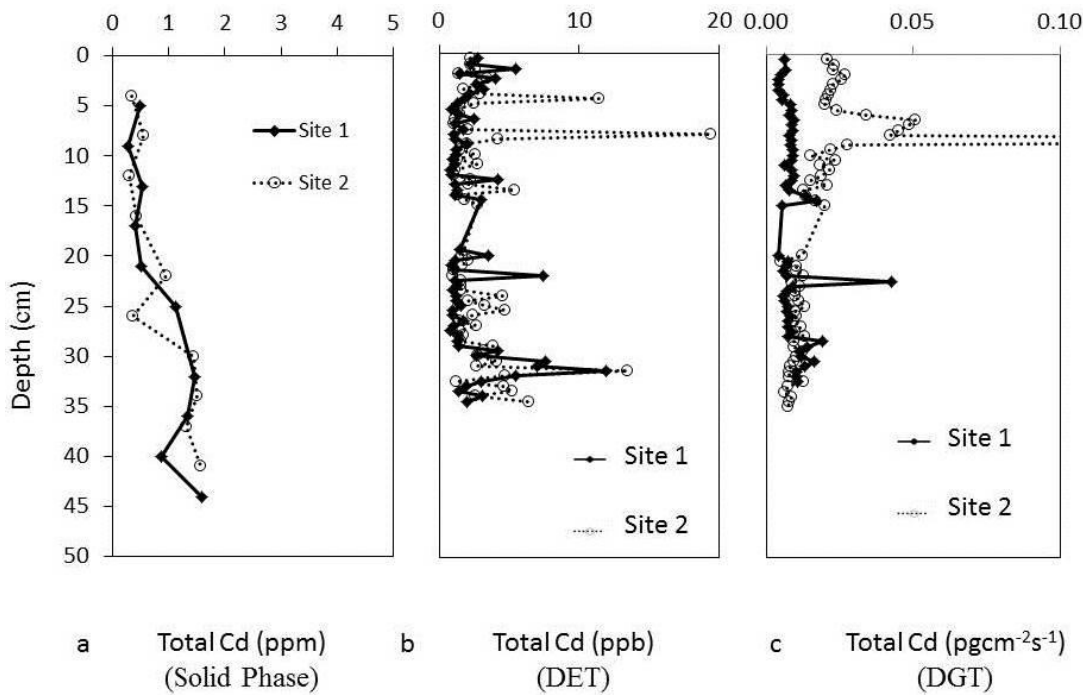 0 1 2 3 4 5
0 10 20
0.00 0.05 0.10
0
5
10
15
20
25
30
35
40
45
50
Depth (cm)
Site 1
Site 2
Site 1
Site 2
Site 1
Site 2
a Total Cd (ppm)
(Solid Phase)
b Total Cd (ppb)
(DET)
c Total Cd (pgcm⁻²s⁻¹)
(DGT)